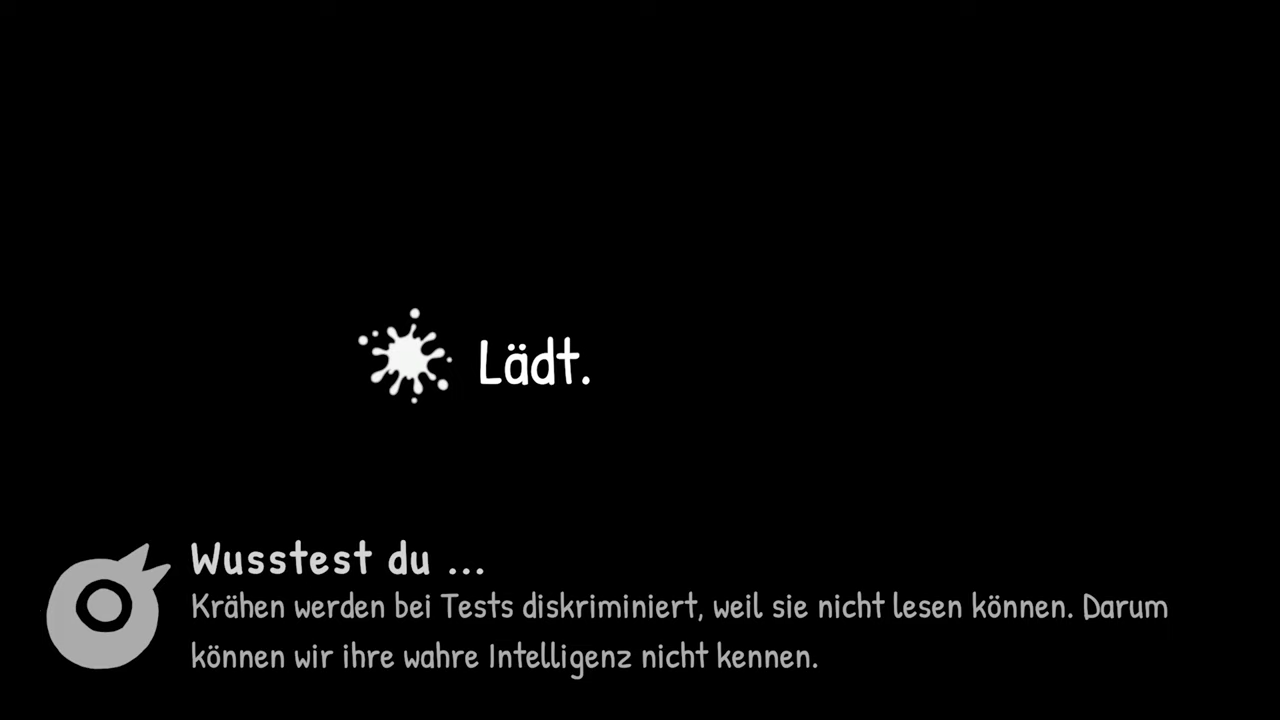 Lädt.
Wusstest du ...
Krähen werden bei Tests diskriminiert, weil sie nicht lesen können. Darum
können wir ihre wahre Intelligenz nicht kennen.